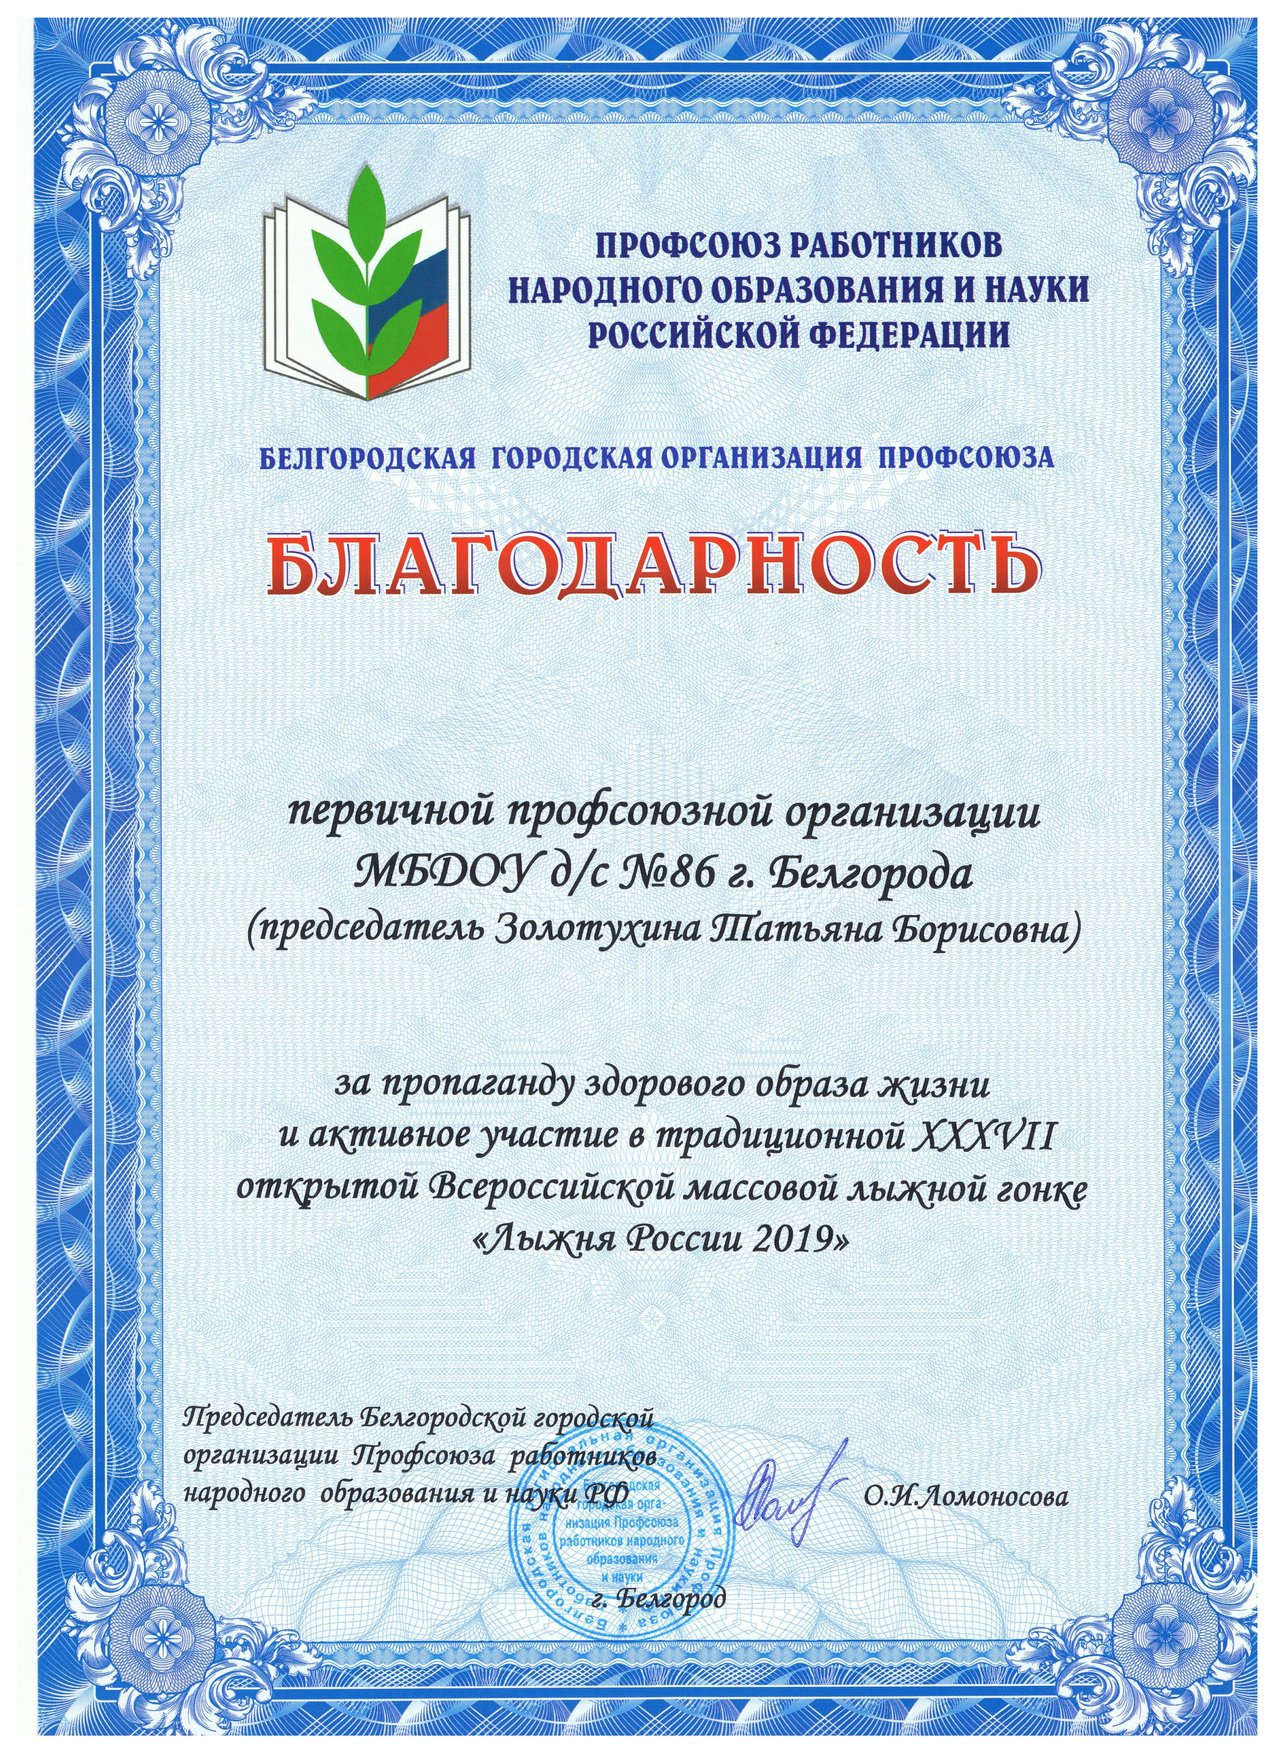 ПРОФСОЮЗ РАБОТНИКОВ
НАРОДНОГО ОБРАЗОВАНИЯ И НАУКИ
РОССИЙСКОЙ ФЕДЕРАЦИИ
БЕЛГОРОДСКАЯ ГОРОДСКАЯ ОРГАНИЗАЦИЯ ПРОФСОЮЗА
БЛАГОДАРНОСТЬ
первичной профсоюзной организации
МБДОУ д/с №86 г. Белгорода
(председатель Золотухина Татьяна Борисовна)
за пропаганду здорового образа жизни
и активное участие в традиционной XXXVII
открытой Всероссийской массовой лыжной гонке
«Лыжня России 2019»
Председатель Белгородской городской
организации Профсоюза работников
народного образования и науки РФ
О.И.Ломоносова
Белгородская
городская орга-
низация Профсоюза
работников народного
образования
и науки
г. Белгород